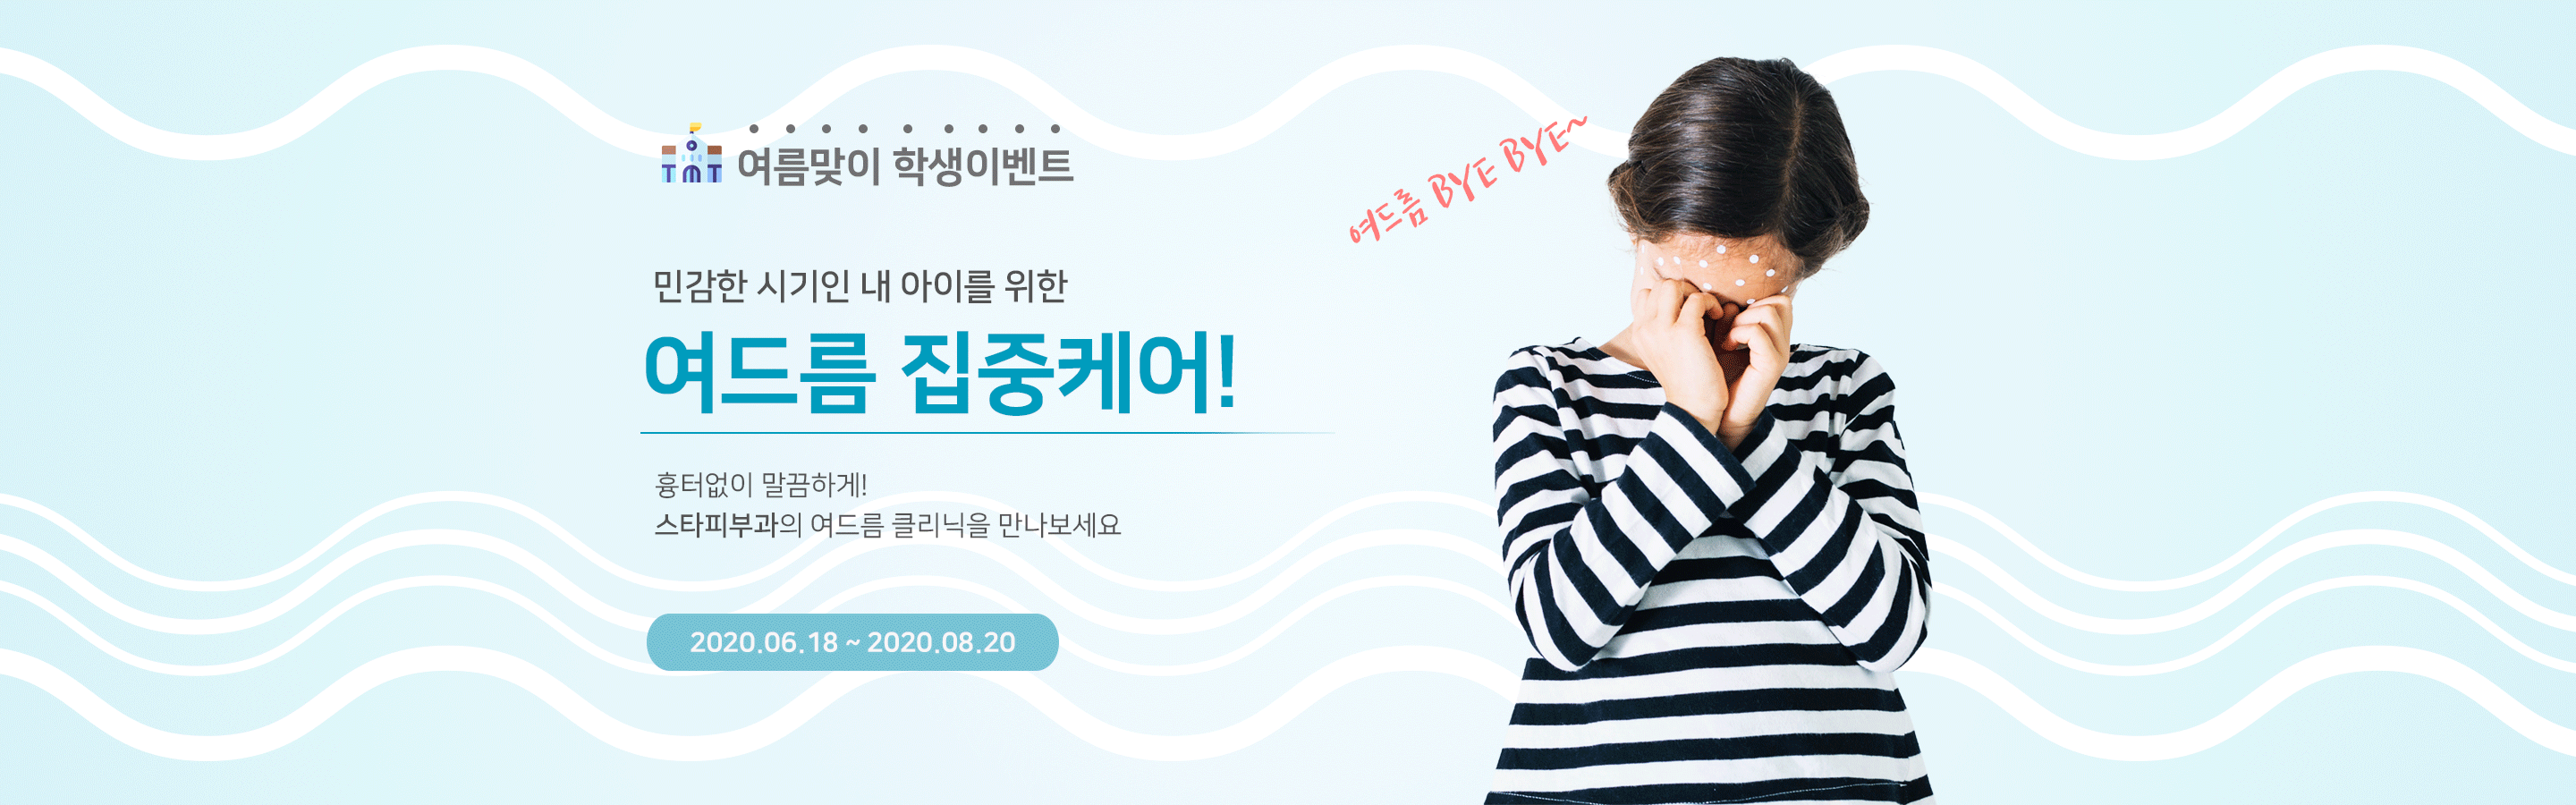 여름맞이 학생이벤트
민감한 시기인 내 아이를 위한
여드름 집중케어!
흉터없이 말끔하게!
스타피부과의 여드름 클리닉을 만나보세요
2020.06.18 ~ 2020.08.20
여드름 BYE BYE~